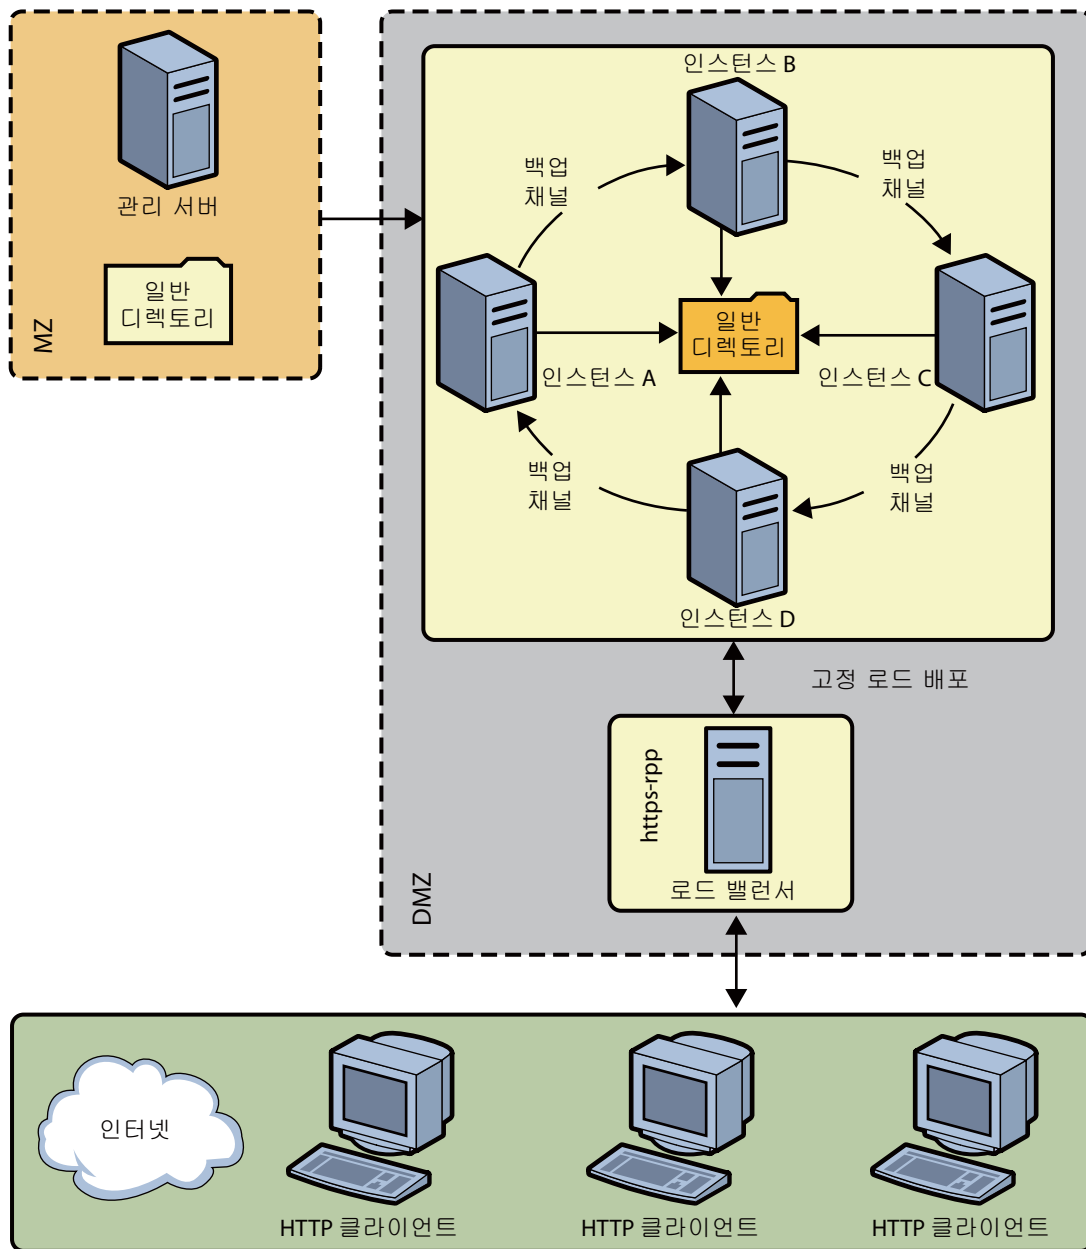 관리 서버
일반
디렉토리
MZ
인스턴스 B
백업
채널
백업
채널
일반
디렉토리
인스턴스 A
인스턴스 C
백업
채널
백업
채널
인스턴스 D
고정 로드 배포
https-rpp
로드 밸런서
DMZ
인터넷
HTTP 클라이언트
HTTP 클라이언트
HTTP 클라이언트